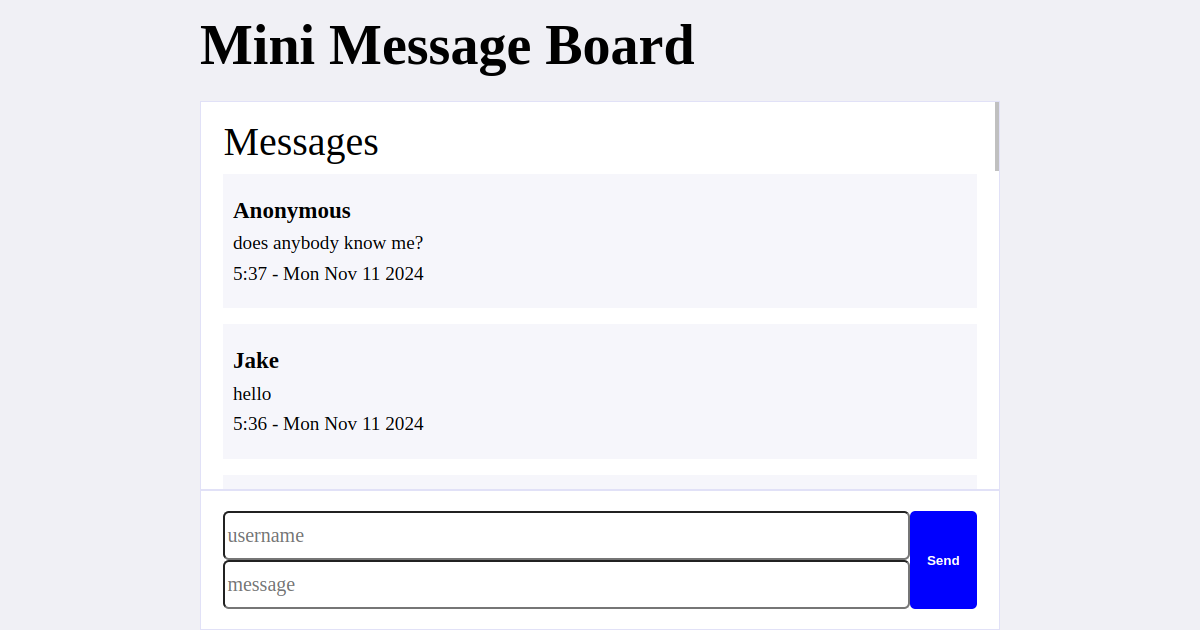 Mini Message Board
Messages
Anonymous
does anybody know me?
5:37 - Mon Nov 11 2024
Jake
hello
5:36 - Mon Nov 11 2024
username
message
Send